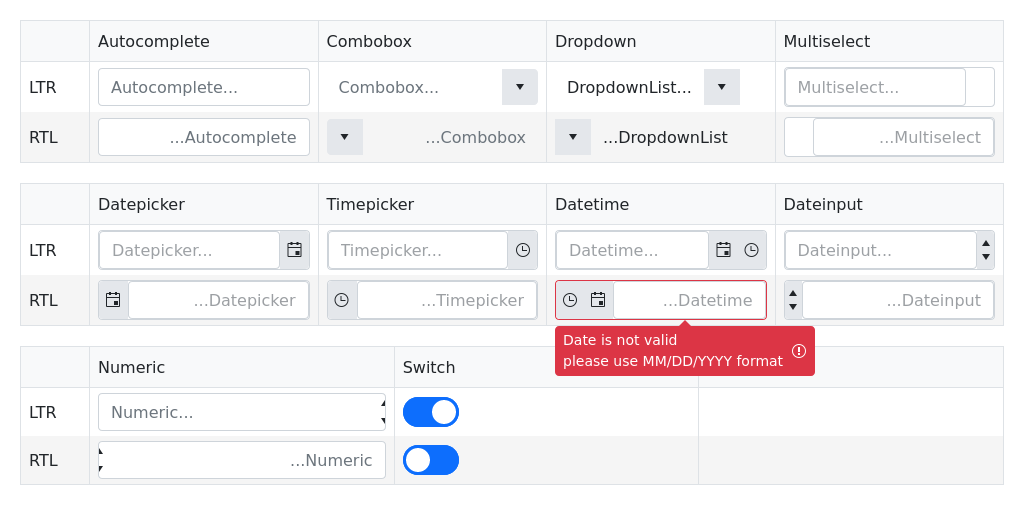 Autocomplete Combobox Dropdown Multiselect
LTR Autocomplete... Combobox... DropdownList... Multiselect...
RTL ...Autocomplete ...Combobox ...DropdownList ...Multiselect
Datepicker Timepicker Datetime Dateinput
LTR Datepicker... Timepicker... Datetime... Dateinput...
RTL ...Datepicker ...Timepicker ...Datetime ...Dateinput
Date is not valid
please use MM/DD/YYYY format
Numeric Switch
LTR Numeric...
RTL ...Numeric